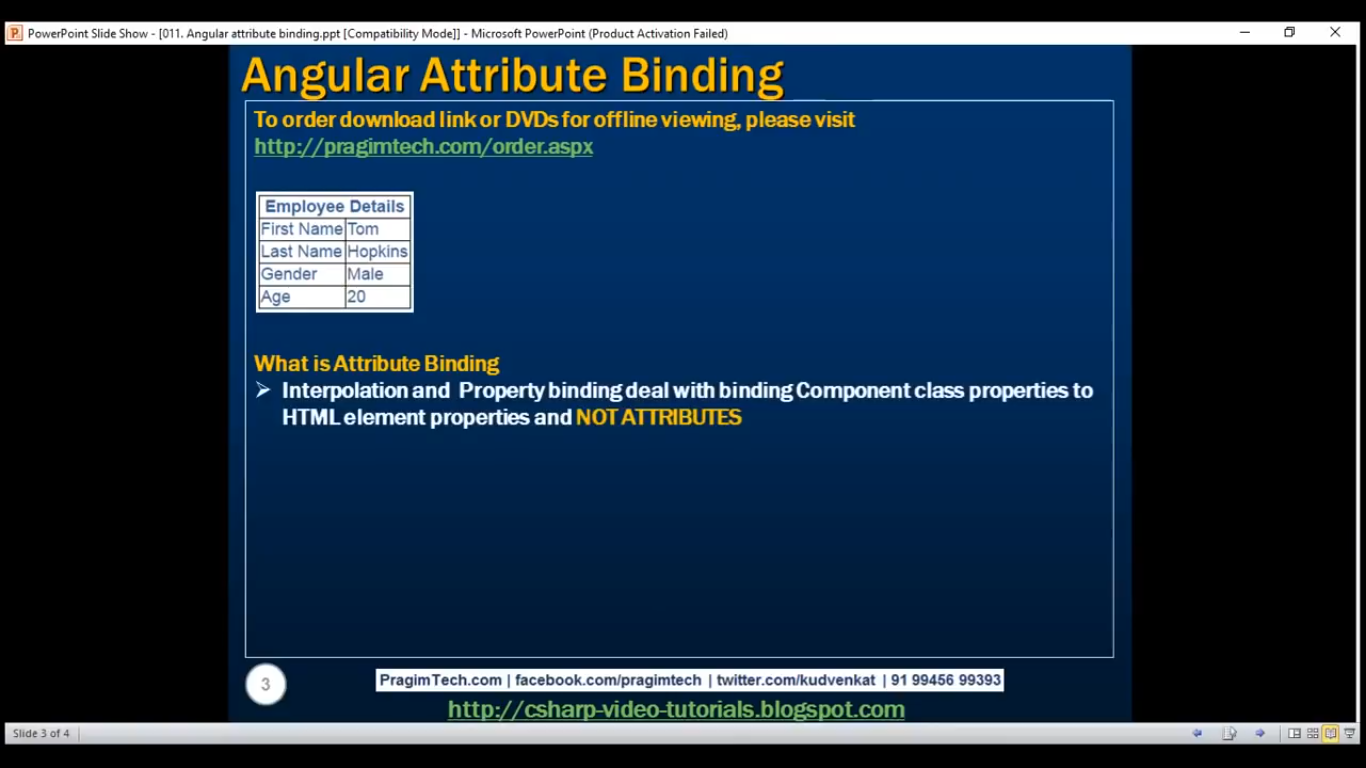 PowerPoint Slide Show - [011. Angular attribute binding.ppt [Compatibility Mode]] - Microsoft PowerPoint (Product Activation Failed)
Angular Attribute Binding
To order download link or DVDs for offline viewing, please visit
http://pragimtech.com/order.aspx
Employee Details
First Name Tom
Last Name Hopkins
Gender Male
Age 20
What is Attribute Binding
➢ Interpolation and Property binding deal with binding Component class properties to
HTML element properties and NOT ATTRIBUTES
3
PragimTech.com | facebook.com/pragimtech | twitter.com/kudvenkat | 91 99456 99393
http://csharp-video-tutorials.blogspot.com
Slide 3 of 4